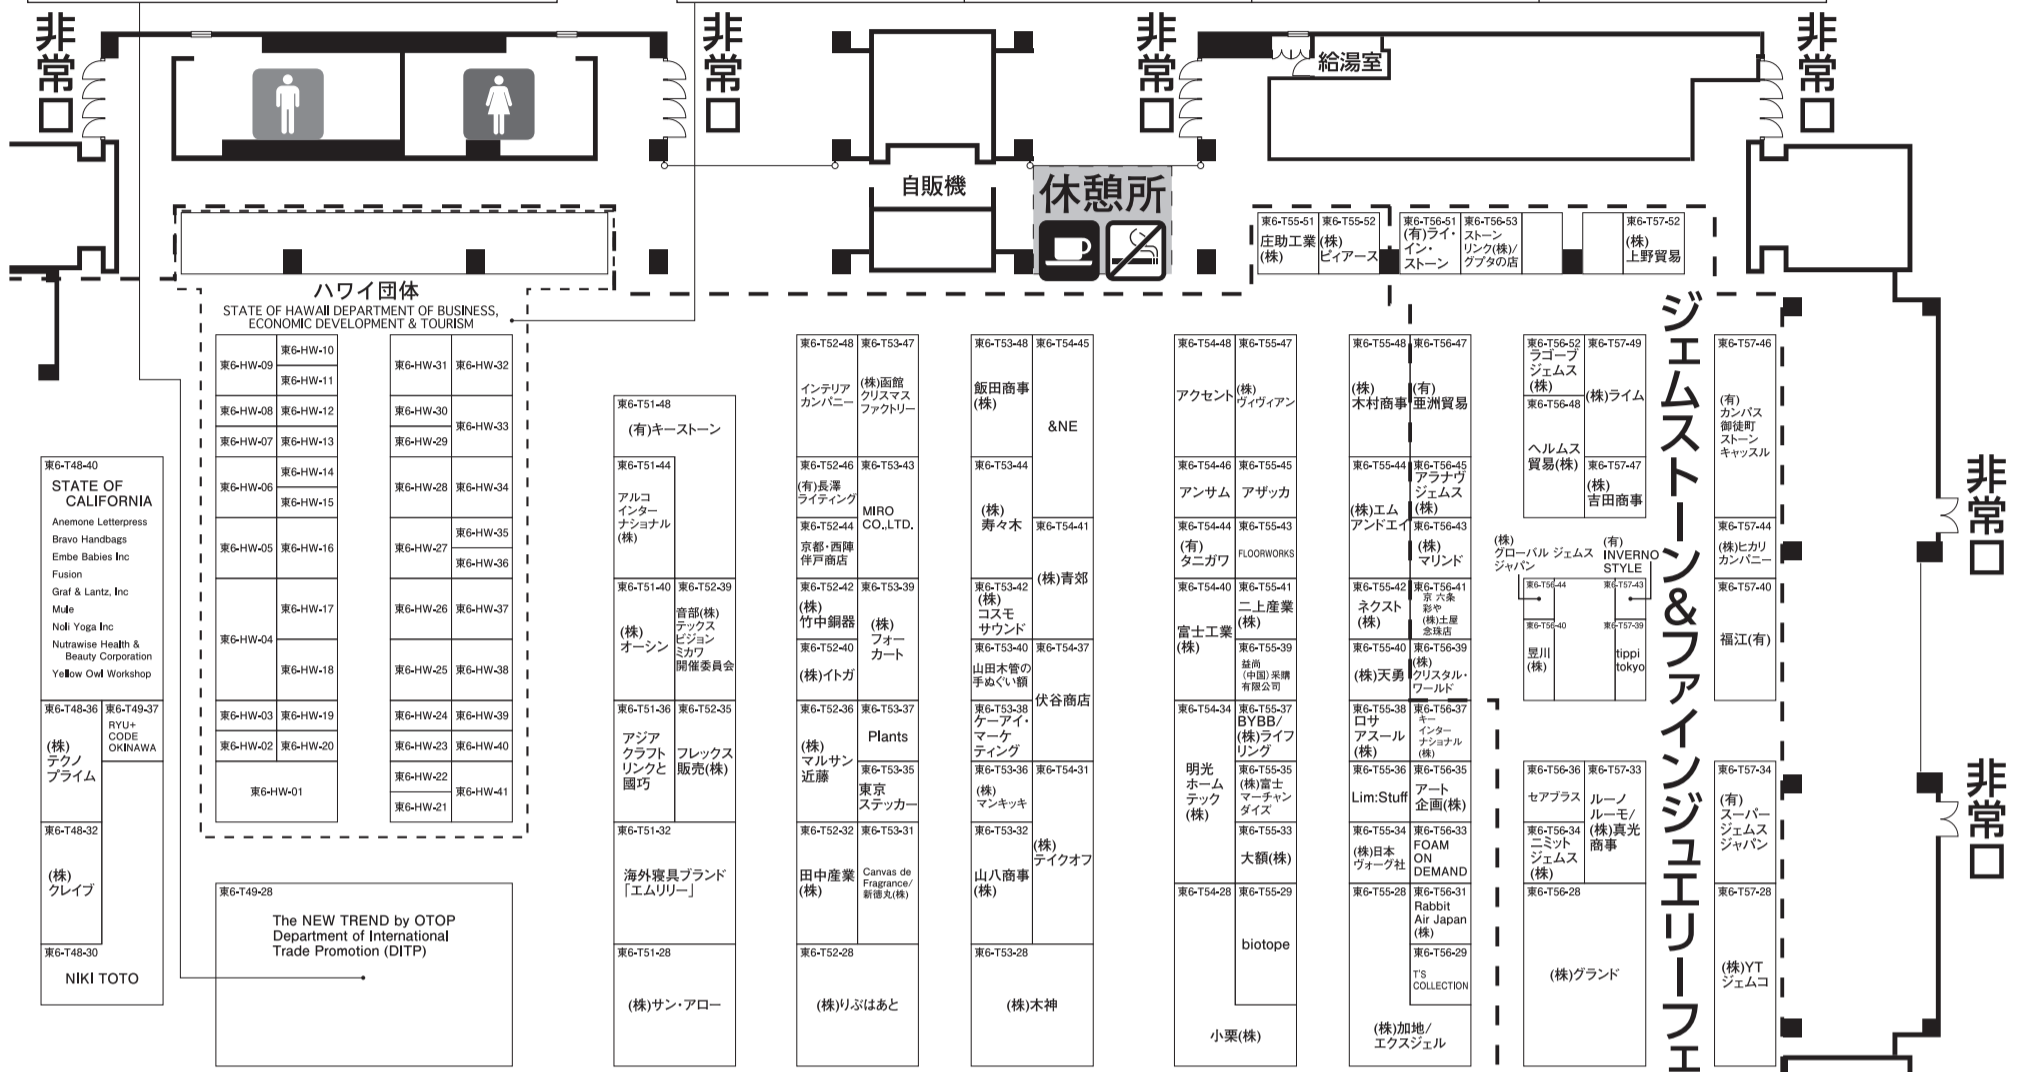 非常口
非常口
非常口
非常口
給湯室
自販機
休憩所
東6-T55-51
庄助工業
(株)
東6-T55-52
(株)
ピィアース
東6-T56-51
(有)ライ・
イン・
ストーン
東6-T56-53
ストーン
リンク(株)/
グプタの店
東6-T57-52
(株)
上野貿易
ハワイ団体
STATE OF HAWAII DEPARTMENT OF BUSINESS,
ECONOMIC DEVELOPMENT & TOURISM
東6-HW-09
東6-HW-10
東6-HW-11
東6-HW-08
東6-HW-12
東6-HW-07
東6-HW-13
東6-HW-06
東6-HW-14
東6-HW-15
東6-HW-05
東6-HW-16
東6-HW-04
東6-HW-17
東6-HW-18
東6-HW-03
東6-HW-19
東6-HW-02
東6-HW-20
東6-HW-01
東6-HW-31
東6-HW-32
東6-HW-30
東6-HW-33
東6-HW-29
東6-HW-28
東6-HW-34
東6-HW-27
東6-HW-35
東6-HW-36
東6-HW-26
東6-HW-37
東6-HW-25
東6-HW-38
東6-HW-24
東6-HW-39
東6-HW-23
東6-HW-40
東6-HW-22
東6-HW-41
東6-HW-21
東6-T48-40
STATE OF
CALIFORNIA
Anemone Letterpress
Bravo Handbags
Embe Babies Inc
Fusion
Graf & Lantz, Inc
Mule
Noli Yoga Inc
Nutrawise Health &
Beauty Corporation
Yellow Owl Workshop
東6-T48-36
(株)
テクノ
プライム
東6-T49-37
RYU+
CODE
OKINAWA
東6-T48-32
(株)
クレイブ
東6-T48-30
NIKI TOTO
東6-T49-28
The NEW TREND by OTOP
Department of International
Trade Promotion (DITP)
東6-T51-48
(有)キーストーン
東6-T51-44
アルコ
インター
ナショナル
(株)
東6-T51-40
(株)
オーシン
東6-T52-39
音部(株)
テックス
ビジョン
ミカワ
開催委員会
東6-T51-36
アジア
クラフト
リンクと
國巧
東6-T52-35
フレックス
販売(株)
東6-T51-32
海外寝具ブランド
「エムリリー」
東6-T51-28
(株)サン・アロー
東6-T52-48
インテリア
カンパニー
東6-T53-47
(株)函館
クリスマス
ファクトリー
東6-T52-46
(有)長澤
ライティング
東6-T53-43
MIRO
CO.,LTD.
東6-T52-44
京都・西陣
伴戸商店
東6-T52-42
(株)
竹中銅器
東6-T53-39
(株)
フォー
カート
東6-T52-40
(株)イトガ
東6-T52-36
(株)
マルサン
近藤
東6-T53-37
Plants
東6-T53-35
東京
ステッカー
東6-T52-32
田中産業
(株)
東6-T53-31
Canvas de
Fragrance/
新徳丸(株)
東6-T52-28
(株)りぶはあと
東6-T53-48
飯田商事
(株)
東6-T54-45
&NE
東6-T53-44
(株)
寿々木
東6-T54-41
(株)青郊
東6-T53-42
(株)
コスモ
サウンド
東6-T53-40
山田木管の
手ぬぐい額
東6-T54-37
伏谷商店
東6-T53-38
ケーアイ・
マーケ
ティング
東6-T53-36
(株)
マンキッキ
東6-T54-31
(株)
テイクオフ
東6-T53-32
山八商事
(株)
東6-T53-28
(株)木神
東6-T54-48
アクセント
東6-T55-47
(株)
ヴィヴィアン
東6-T54-46
アンサム
東6-T55-45
アザッカ
東6-T54-44
(有)
タニガワ
東6-T55-43
FLOORWORKS
東6-T54-40
富士工業
(株)
東6-T55-41
二上産業
(株)
東6-T55-39
益尚
(中国)采購
有限公司
東6-T54-34
明光
ホーム
テック
(株)
東6-T55-37
BYBB/
(株)ライフ
リング
東6-T55-35
(株)富士
マーチャン
ダイズ
東6-T55-33
大額(株)
東6-T54-28
小栗(株)
東6-T55-29
biotope
東6-T55-48
(株)
木村商事
東6-T56-47
(有)
亜洲貿易
東6-T55-44
(株)エム
アンドエイ
東6-T56-45
アラナヴ
ジェムス
(株)
東6-T56-43
(株)
マリンド
東6-T55-42
ネクスト
(株)
東6-T56-41
京 六条
彩や
(株)土屋
念珠店
東6-T55-40
(株)天勇
東6-T56-39
(株)
クリスタル・
ワールド
東6-T55-38
ロサ
アスール
(株)
東6-T56-37
キー
インター
ナショナル
(株)
東6-T55-36
Lim:Stuff
東6-T56-35
アート
企画(株)
東6-T55-34
(株)日本
ヴォーグ社
東6-T56-33
FOAM
ON
DEMAND
東6-T55-28
(株)加地/
エクスジェル
東6-T56-31
Rabbit
Air Japan
(株)
東6-T56-29
T'S
COLLECTION
東6-T56-52
ラゴーブ
ジェムス
(株)
東6-T57-49
(株)ライム
東6-T56-48
ヘルムス
貿易(株)
東6-T57-47
(株)
吉田商事
(株)
グローバル ジェムス
ジャパン
(有)
INVERNO
STYLE
東6-T56-44
東6-T57-43
東6-T56-40
昱川
(株)
東6-T57-39
tippi
tokyo
東6-T56-36
セアプラス
東6-T57-33
ルーノ
ルーモ/
(株)真光
商事
東6-T56-34
ニミット
ジェムス
(株)
東6-T56-28
(株)グランド
ジェムストーン&ファインジュエリーフェ
東6-T57-46
(有)
カンパス
御徒町
ストーン
キャッスル
東6-T57-44
(株)ヒカリ
カンパニー
東6-T57-40
福江(有)
東6-T57-34
(有)
スーパー
ジェムス
ジャパン
東6-T57-28
(株)YT
ジェムコ
非常口
非常口